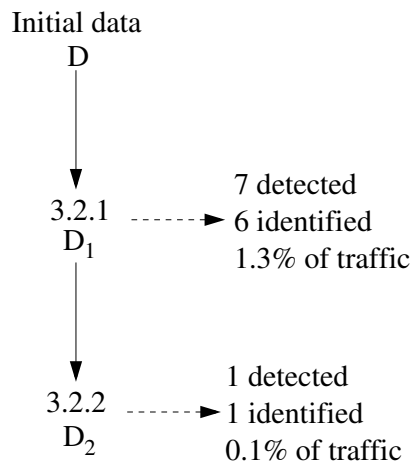 Initial data
D
3.2.1
D1
7 detected
6 identified
1.3% of traffic
3.2.2
D2
1 detected
1 identified
0.1% of traffic